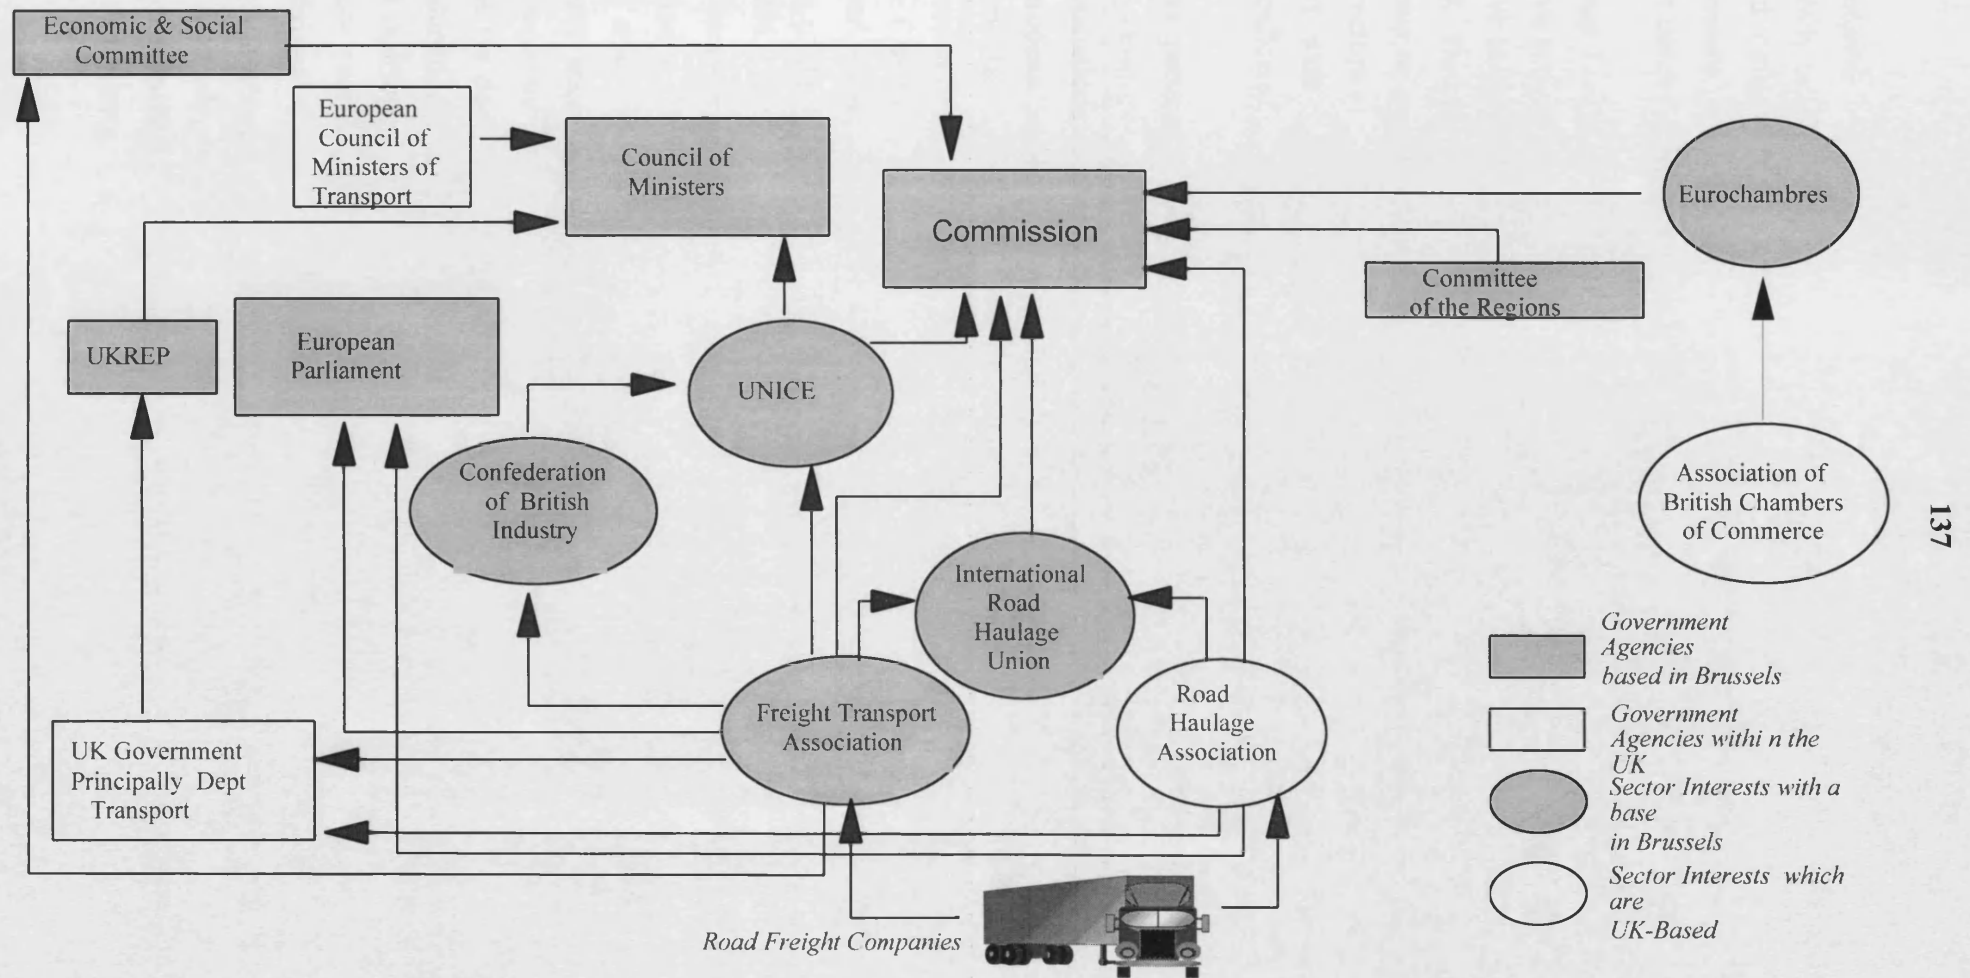 Economic & Social
Committee
European
Council of
Ministers of
Transport
Council of
Ministers
Commission
Eurochambres
Committee
of the Regions
UKREP
European
Parliament
UNICE
Confederation
of British
Industry
Association of
British Chambers
of Commerce
137
International
Road
Haulage
Union
Freight Transport
Association
Road
Haulage
Association
UK Government
Principally Dept
Transport
Road Freight Companies
Government
Agencies
based in Brussels
Government
Agencies withi n the
UK
Sector Interests with a
base
in Brussels
Sector Interests which
are
UK-Based